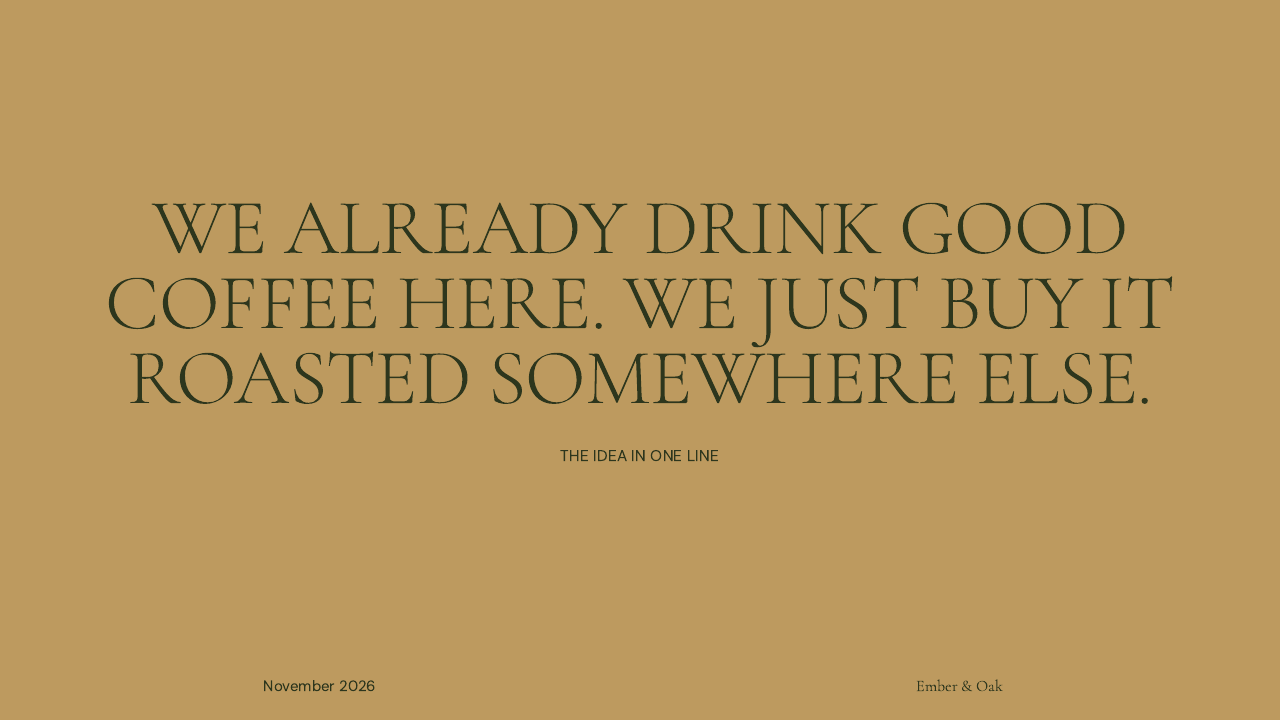 WE ALREADY DRINK GOOD
COFFEE HERE. WE JUST BUY IT
ROASTED SOMEWHERE ELSE.
THE IDEA IN ONE LINE
November 2026
Ember & Oak